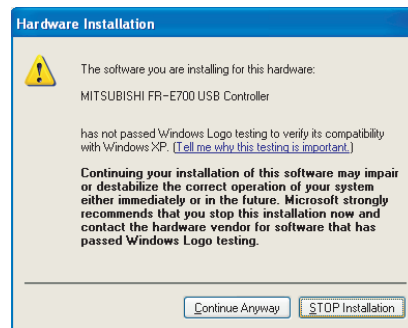 Hardware Installation
The software you are installing for this hardware:
MITSUBISHI FR-E700 USB Controller
has not passed Windows Logo testing to verify its compatibility
with Windows XP. (Tell me why this testing is important.)
Continuing your installation of this software may impair
or destabilize the correct operation of your system
either immediately or in the future. Microsoft strongly
recommends that you stop this installation now and
contact the hardware vendor for software that has
passed Windows Logo testing.
Continue Anyway
STOP Installation